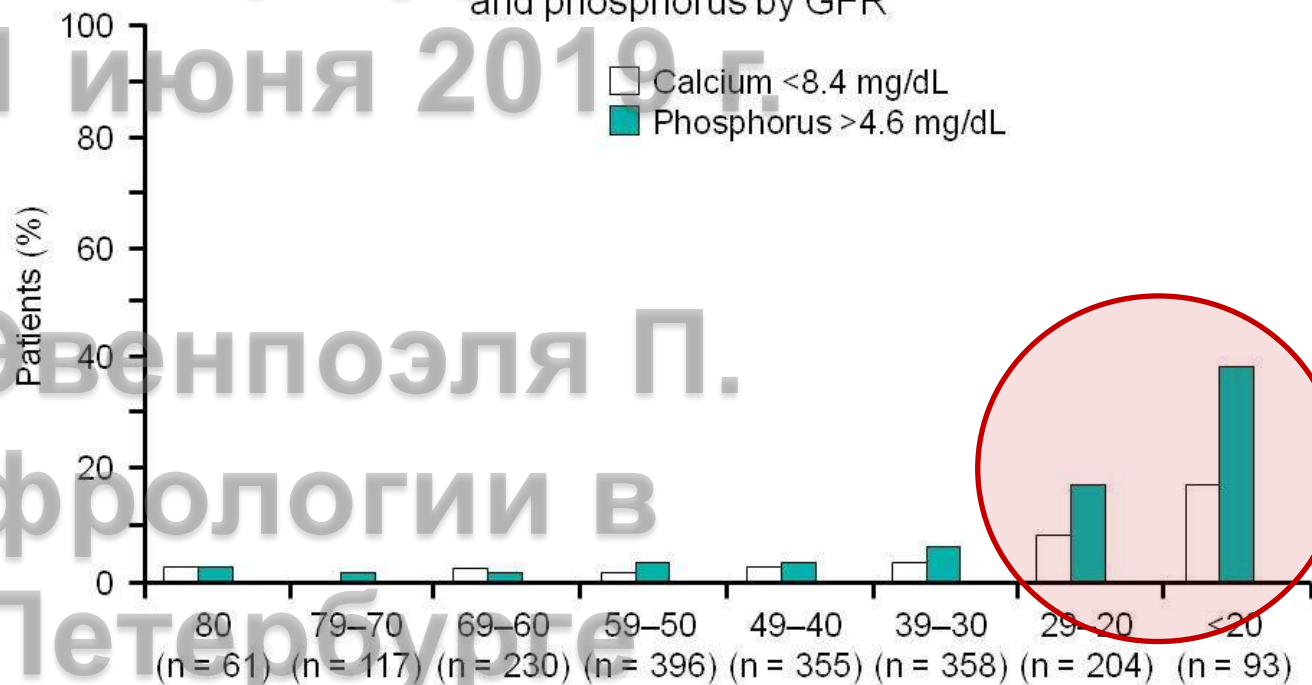 and phosphorus by GFR
июня 2019 г.
Calcium <8.4 mg/dL
Phosphorus >4.6 mg/dL
Patients (%)
100
80
60
40
20
0
венпоэля П.
фрологии в
Петербурге
80 79–70 69–60 59–50 49–40 39–30 29–20 <20
(n = 61) (n = 117) (n = 230) (n = 396) (n = 355) (n = 358) (n = 204) (n = 93)